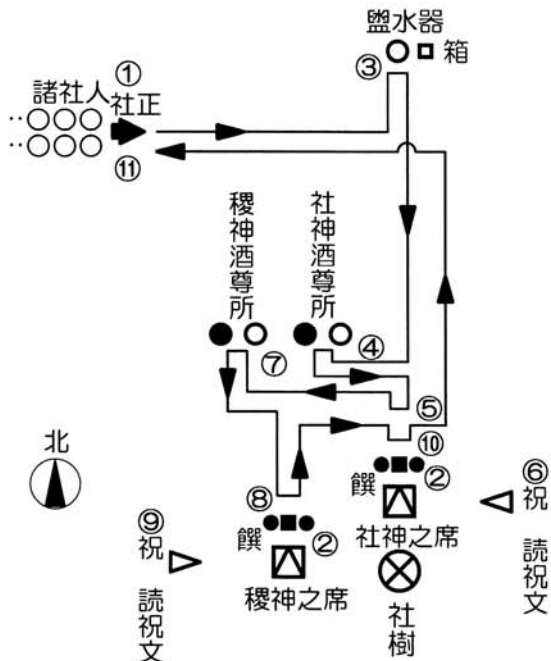 盥水器
箱
③
①
諸社人
社正
⑪
稷神酒尊所
社神酒尊所
④
⑦
⑤
⑩
北
饌
②
⑥
祝 読祝文
社神之席
⑧
饌
②
⑨
祝 読祝文
稷神之席
社樹